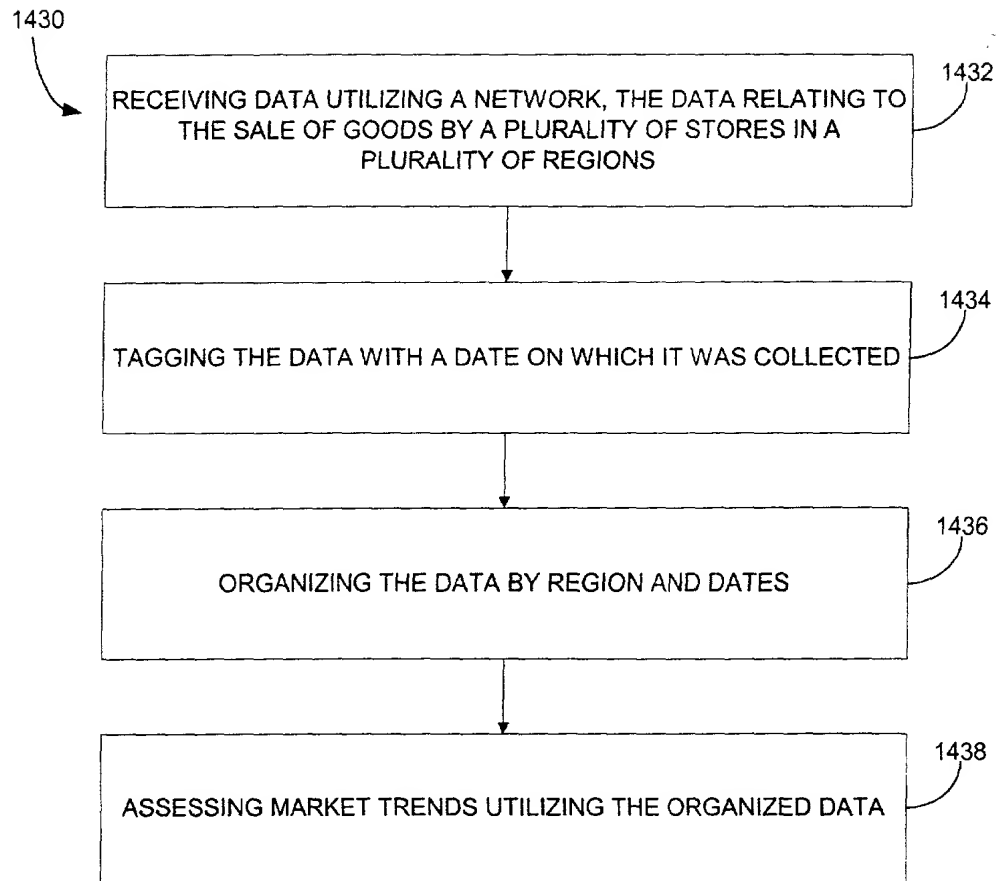 1430
1432
RECEIVING DATA UTILIZING A NETWORK, THE DATA RELATING TO
THE SALE OF GOODS BY A PLURALITY OF STORES IN A
PLURALITY OF REGIONS
1434
TAGGING THE DATA WITH A DATE ON WHICH IT WAS COLLECTED
1436
ORGANIZING THE DATA BY REGION AND DATES
1438
ASSESSING MARKET TRENDS UTILIZING THE ORGANIZED DATA